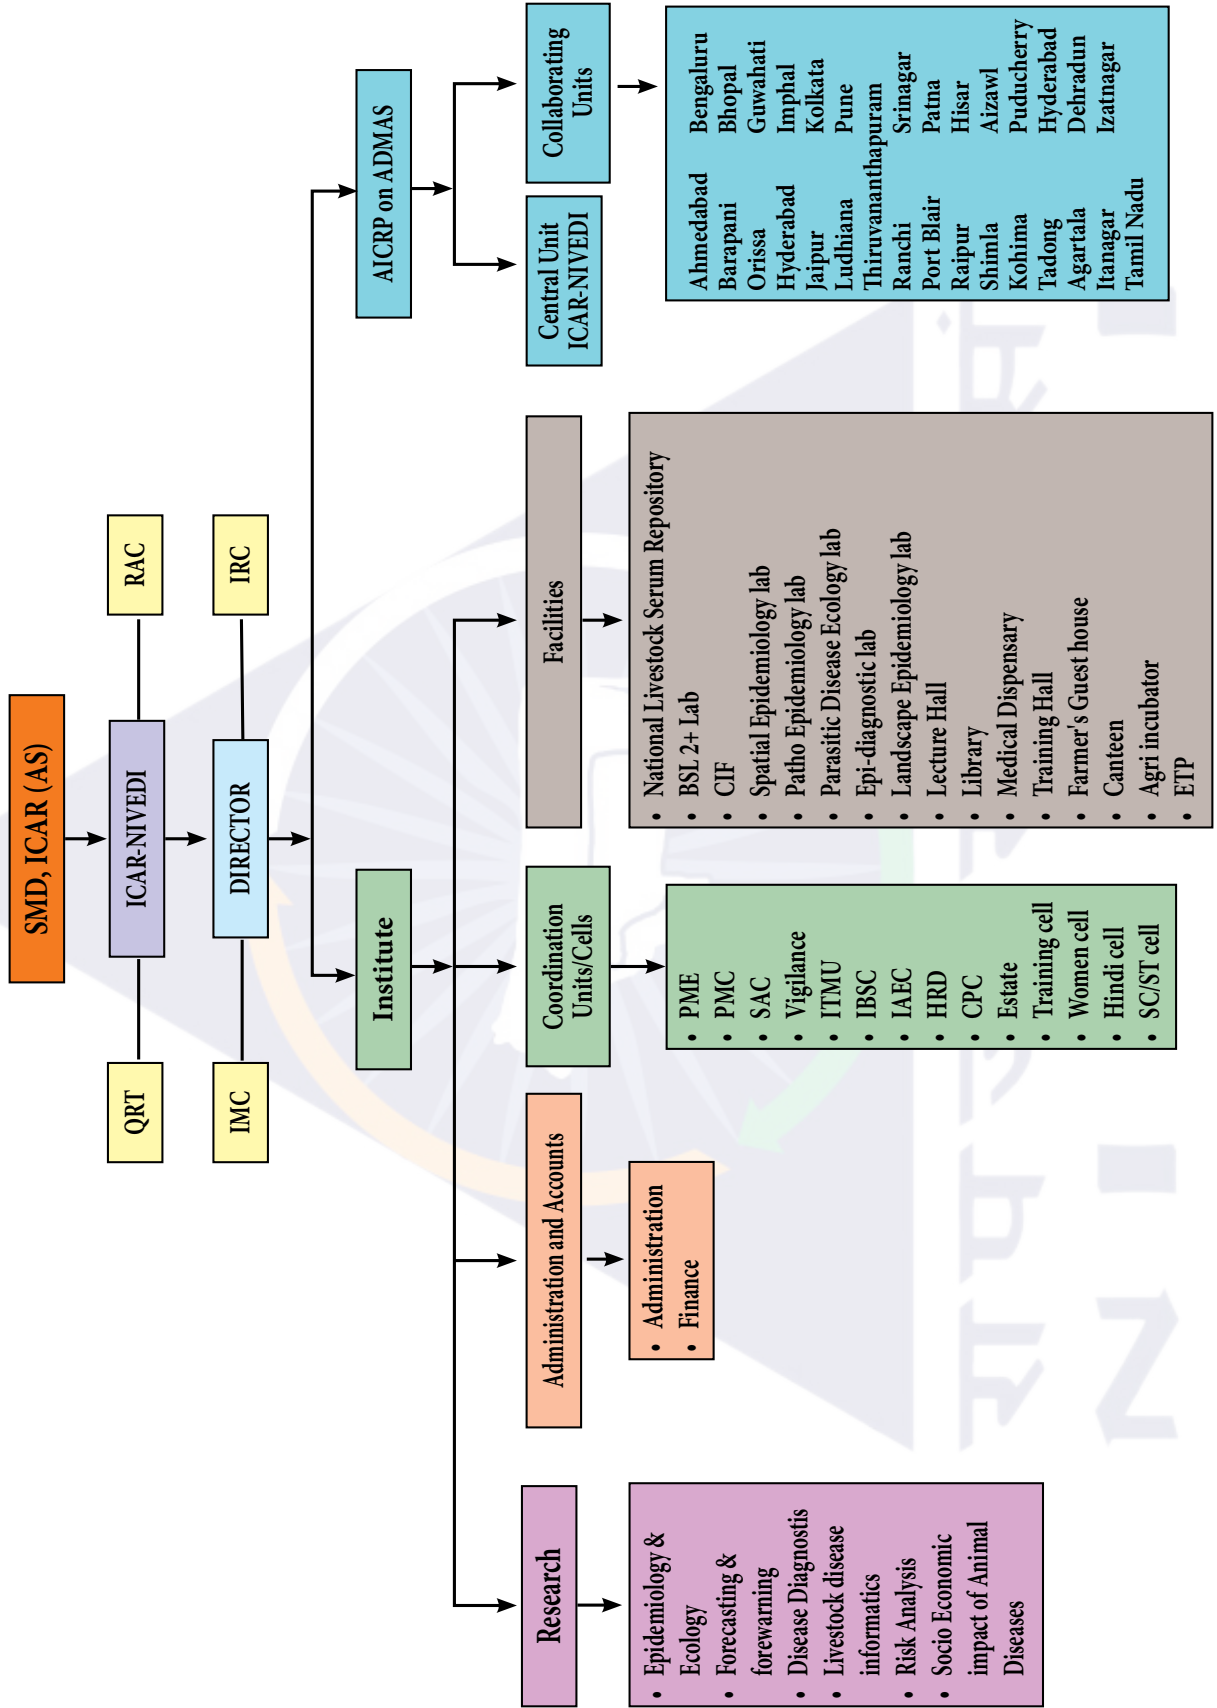 SMD, ICAR (AS)
QRT
ICAR-NIVEDI
RAC
IMC
DIRECTOR
IRC
Institute
AICRP on ADMAS
Research
Administration and Accounts
Coordination
Units/Cells
Facilities
Central Unit
ICAR-NIVEDI
Collaborating
Units
• Epidemiology &
Ecology
• Forecasting &
forewarning
• Disease Diagnostis
• Livestock disease
informatics
• Risk Analysis
• Socio Economic
impact of Animal
Diseases
• Administration
• Finance
• PME
• PMC
• SAC
• Vigilance
• ITMU
• IBSC
• IAEC
• HRD
• CPC
• Estate
• Training cell
• Women cell
• Hindi cell
• SC/ST cell
• National Livestock Serum Repository
• BSL 2+ Lab
• CIF
• Spatial Epidemiology lab
• Patho Epidemiology lab
• Parasitic Disease Ecology lab
• Epi-diagnostic lab
• Landscape Epidemiology lab
• Lecture Hall
• Library
• Medical Dispensary
• Training Hall
• Farmer's Guest house
• Canteen
• Agri incubator
• ETP
Ahmedabad Bengaluru
Barapani Bhopal
Orissa Guwahati
Hyderabad Imphal
Jaipur Kolkata
Ludhiana Pune
Thiruvananthapuram
Ranchi Srinagar
Port Blair Patna
Raipur Hisar
Shimla Aizawl
Kohima Puducherry
Tadong Hyderabad
Agartala Dehradun
Itanagar Izatnagar
Tamil Nadu